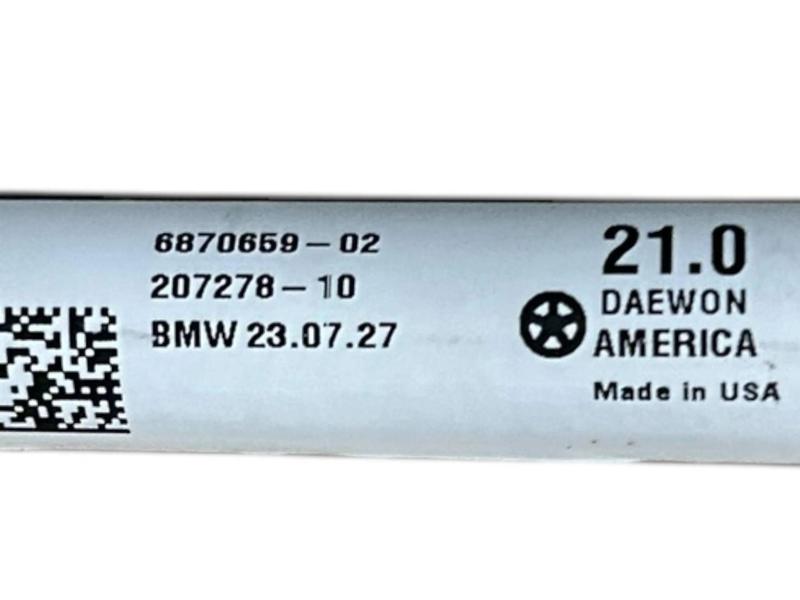 6870659-02
207278-10
BMW 23.07.27
21.0
DAEWON
AMERICA
Made in USA